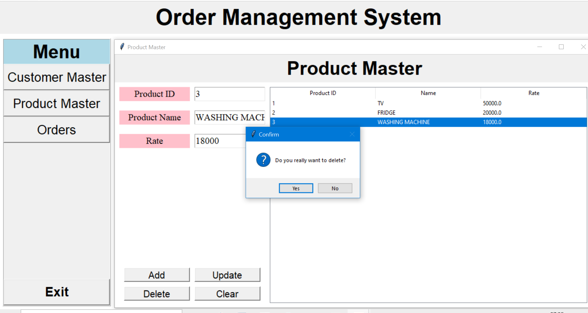 Order Management System
Menu
Customer Master
Product Master
Orders
Exit
Product Master
Product Master
Product ID 3
Product Name WASHING MACH
Rate 18000
Add Update
Delete Clear
Product ID Name Rate
1 TV 50000.0
2 FRIDGE 20000.0
3 WASHING MACHINE 18000.0
Confirm
Do you really want to delete?
Yes No